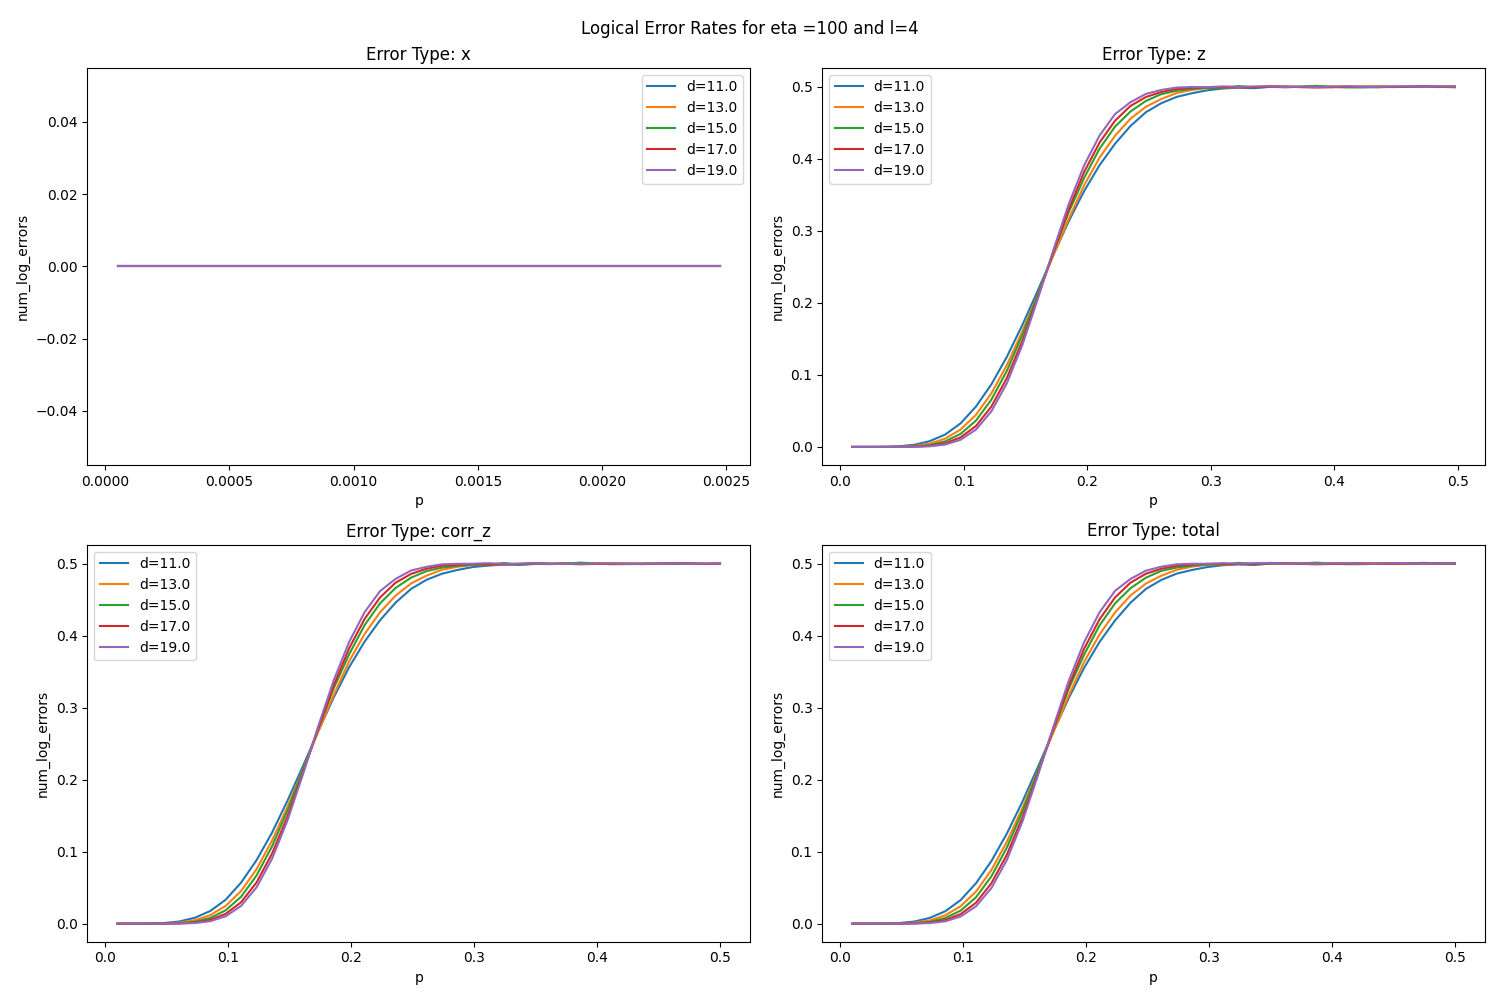 Logical Error Rates for eta =100 and l=4
Error Type: x
num_log_errors
0.04
0.02
0.00
−0.02
−0.04
d=11.0
d=13.0
d=15.0
d=17.0
d=19.0
0.0000 0.0005 0.0010 0.0015 0.0020 0.0025
p
Error Type: z
num_log_errors
0.5
0.4
0.3
0.2
0.1
0.0
d=11.0
d=13.0
d=15.0
d=17.0
d=19.0
0.0 0.1 0.2 0.3 0.4 0.5
p
Error Type: corr_z
num_log_errors
0.5
0.4
0.3
0.2
0.1
0.0
d=11.0
d=13.0
d=15.0
d=17.0
d=19.0
0.0 0.1 0.2 0.3 0.4 0.5
p
Error Type: total
num_log_errors
0.5
0.4
0.3
0.2
0.1
0.0
d=11.0
d=13.0
d=15.0
d=17.0
d=19.0
0.0 0.1 0.2 0.3 0.4 0.5
p